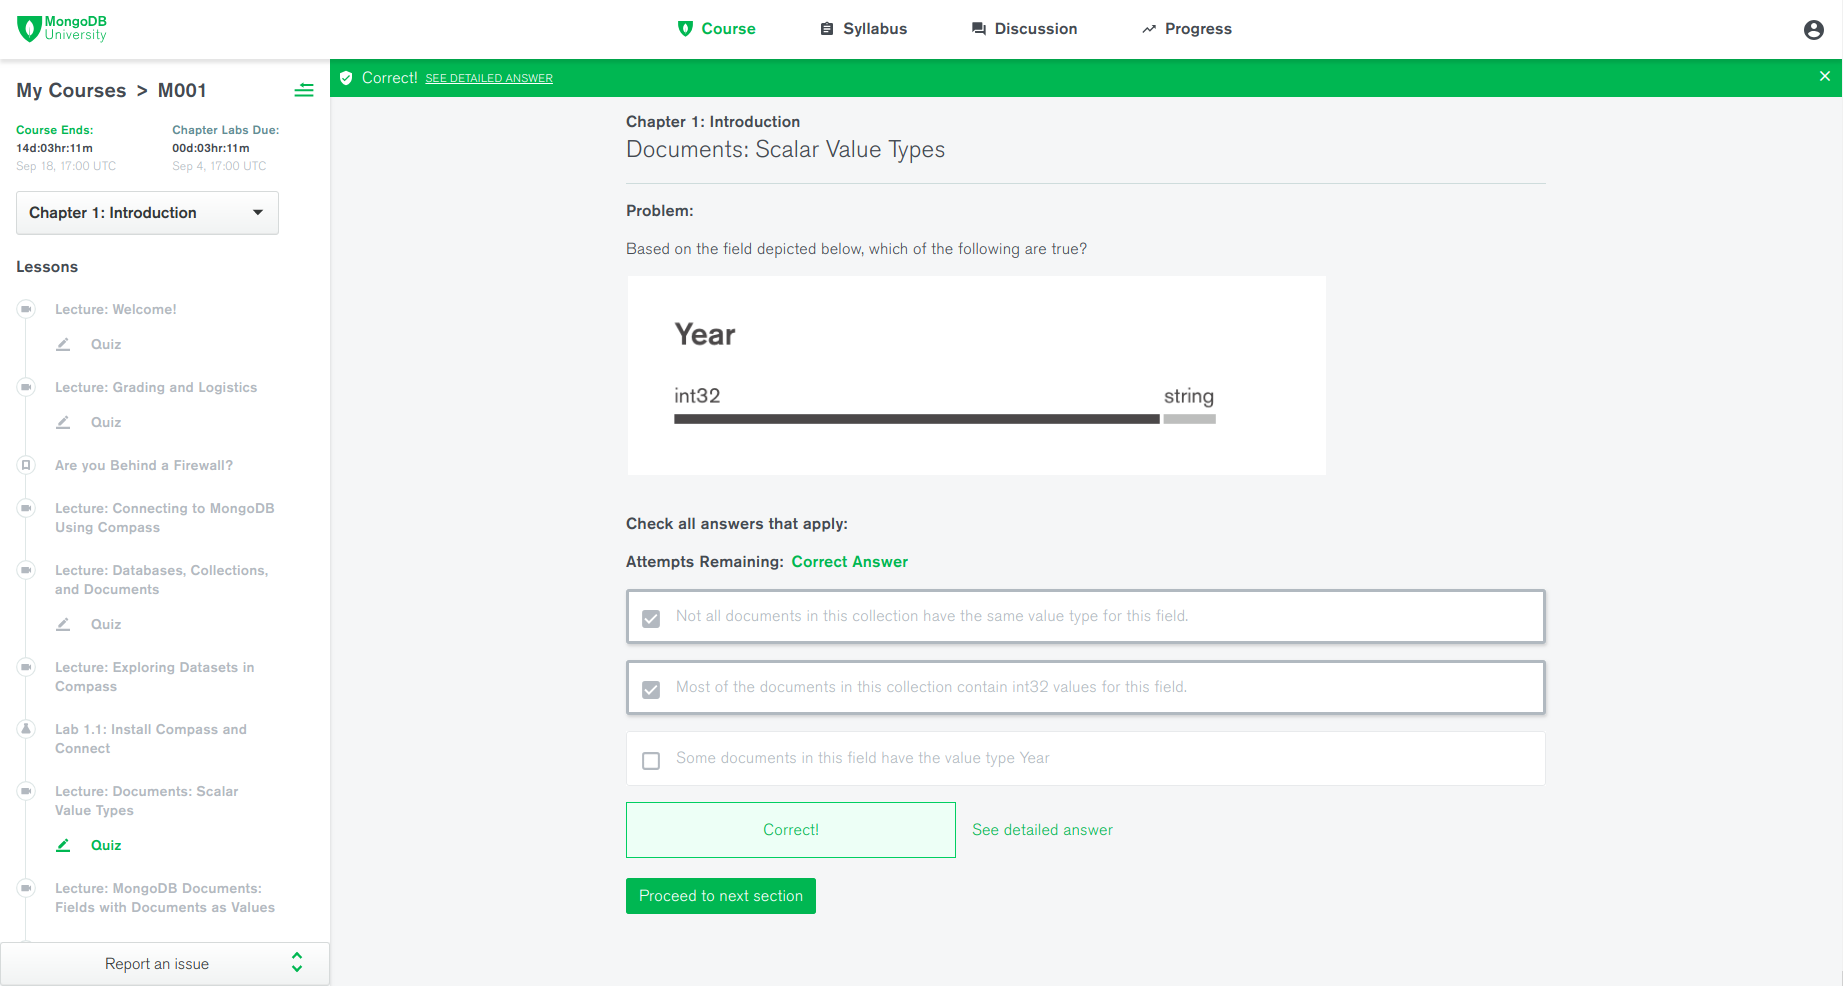 MongoDB
University
Course
Syllabus
Discussion
Progress
My Courses > M001
Course Ends:
14d:03hr:11m
Sep 18, 17:00 UTC
Chapter Labs Due:
00d:03hr:11m
Sep 4, 17:00 UTC
Chapter 1: Introduction
Lessons
Lecture: Welcome!
Quiz
Lecture: Grading and Logistics
Quiz
Are you Behind a Firewall?
Lecture: Connecting to MongoDB
Using Compass
Lecture: Databases, Collections,
and Documents
Quiz
Lecture: Exploring Datasets in
Compass
Lab 1.1: Install Compass and
Connect
Lecture: Documents: Scalar
Value Types
Quiz
Lecture: MongoDB Documents:
Fields with Documents as Values
Report an issue
Correct! SEE DETAILED ANSWER
Chapter 1: Introduction
Documents: Scalar Value Types
Problem:
Based on the field depicted below, which of the following are true?
Year
int32 string
Check all answers that apply:
Attempts Remaining: Correct Answer
Not all documents in this collection have the same value type for this field.
Most of the documents in this collection contain int32 values for this field.
Some documents in this field have the value type Year
Correct!
See detailed answer
Proceed to next section